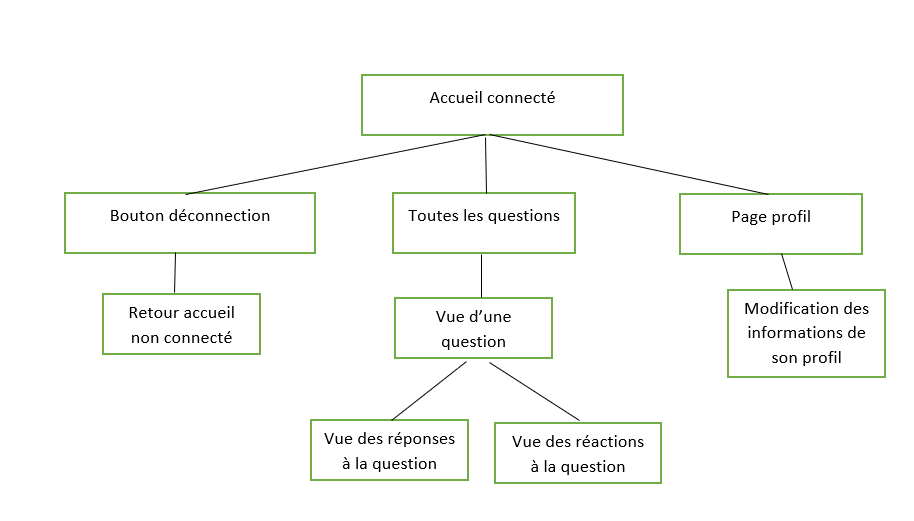 Accueil connecté
Bouton déconnection
Toutes les questions
Page profil
Retour accueil
non connecté
Vue d’une
question
Modification des
informations de
son profil
Vue des réponses
à la question
Vue des réactions
à la question